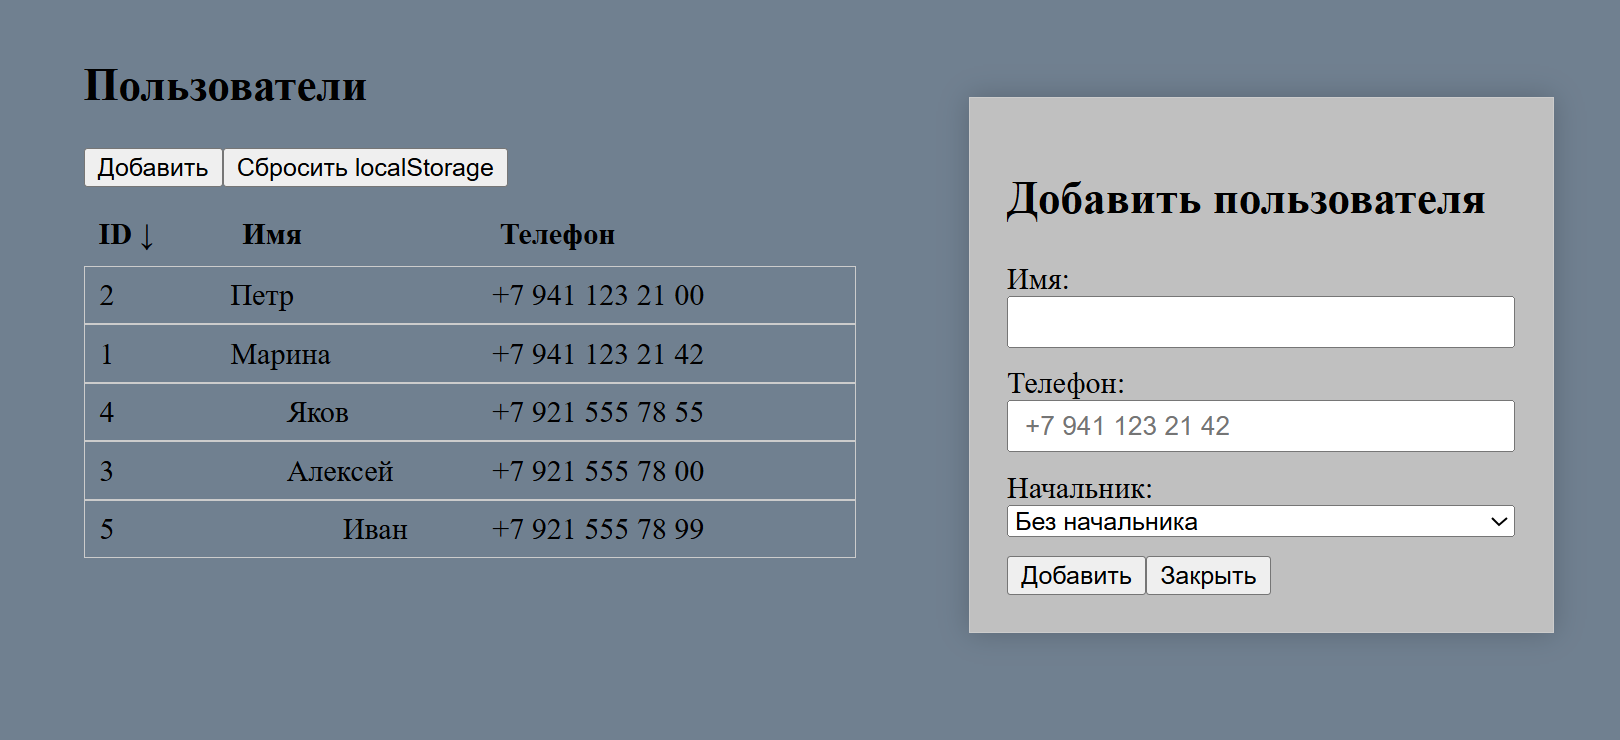 Пользователи
Добавить Сбросить localStorage
ID ↓ Имя Телефон
2 Петр +7 941 123 21 00
1 Марина +7 941 123 21 42
4 Яков +7 921 555 78 55
3 Алексей +7 921 555 78 00
5 Иван +7 921 555 78 99
Добавить пользователя
Имя:
Телефон:
+7 941 123 21 42
Начальник:
Без начальника
Добавить Закрыть